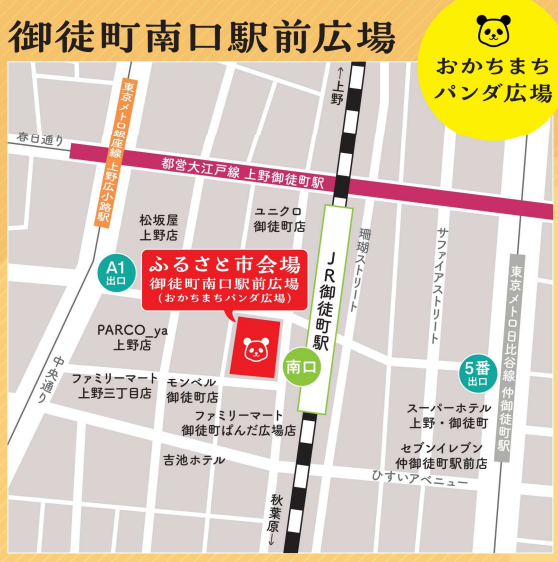 御徒町南口駅前広場
おかちまち
パンダ広場
↑上野
東京メトロ銀座線 上野広小路駅
春日通り
都営大江戸線 上野御徒町駅
松坂屋
上野店
ユニクロ
御徒町店
珊瑚ストリート
サファイアストリート
A1
出口
ふるさと市会場
御徒町南口駅前広場
(おかちまちパンダ広場)
JR御徒町駅
東京メトロ日比谷線 仲御徒町駅
PARCO_ya
上野店
南口
5番
出口
中央通り
ファミリーマート
上野三丁目店
モンベル
御徒町店
スーパーホテル
上野・御徒町
ファミリーマート
御徒町ぱんだ広場店
セブンイレブン
仲御徒町駅前店
吉池ホテル
ひすいアベニュー
秋葉原↓